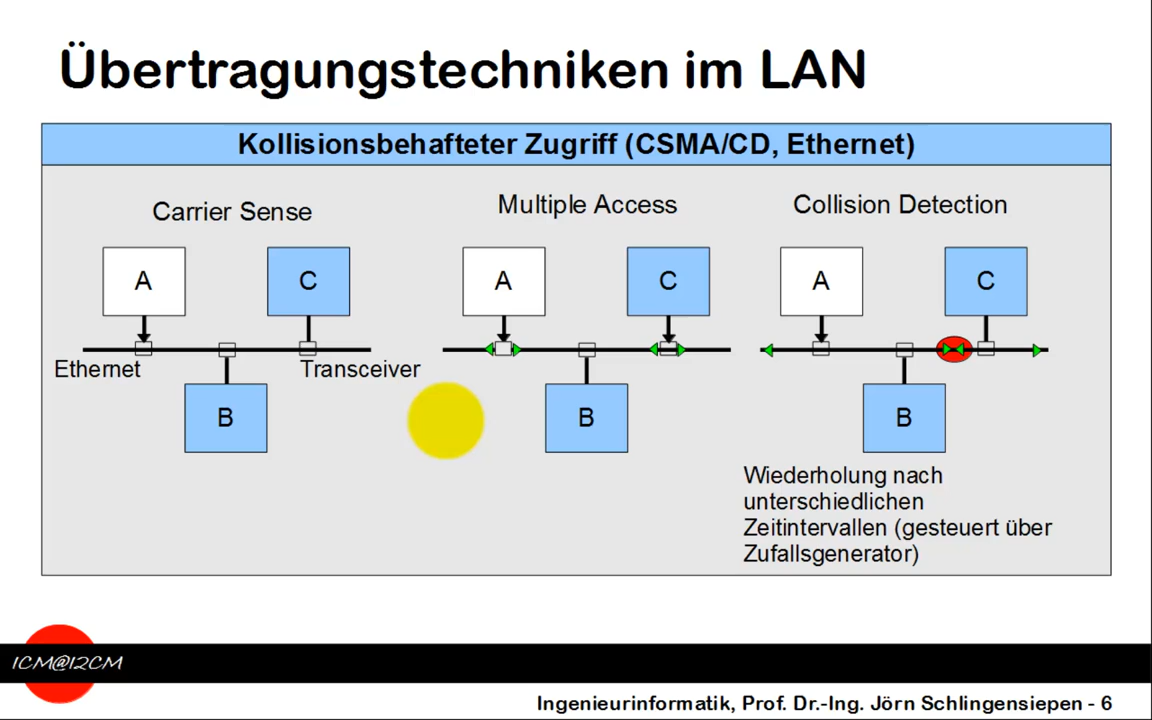 Übertragungstechniken im LAN
Kollisionsbehafteter Zugriff (CSMA/CD, Ethernet)
Carrier Sense
A
C
Ethernet
Transceiver
B
Multiple Access
A
C
B
Collision Detection
A
C
B
Wiederholung nach
unterschiedlichen
Zeitintervallen (gesteuert über
Zufallsgenerator)
ICM@I2CM
Ingenieurinformatik, Prof. Dr.-Ing. Jörn Schlingensiepen - 6